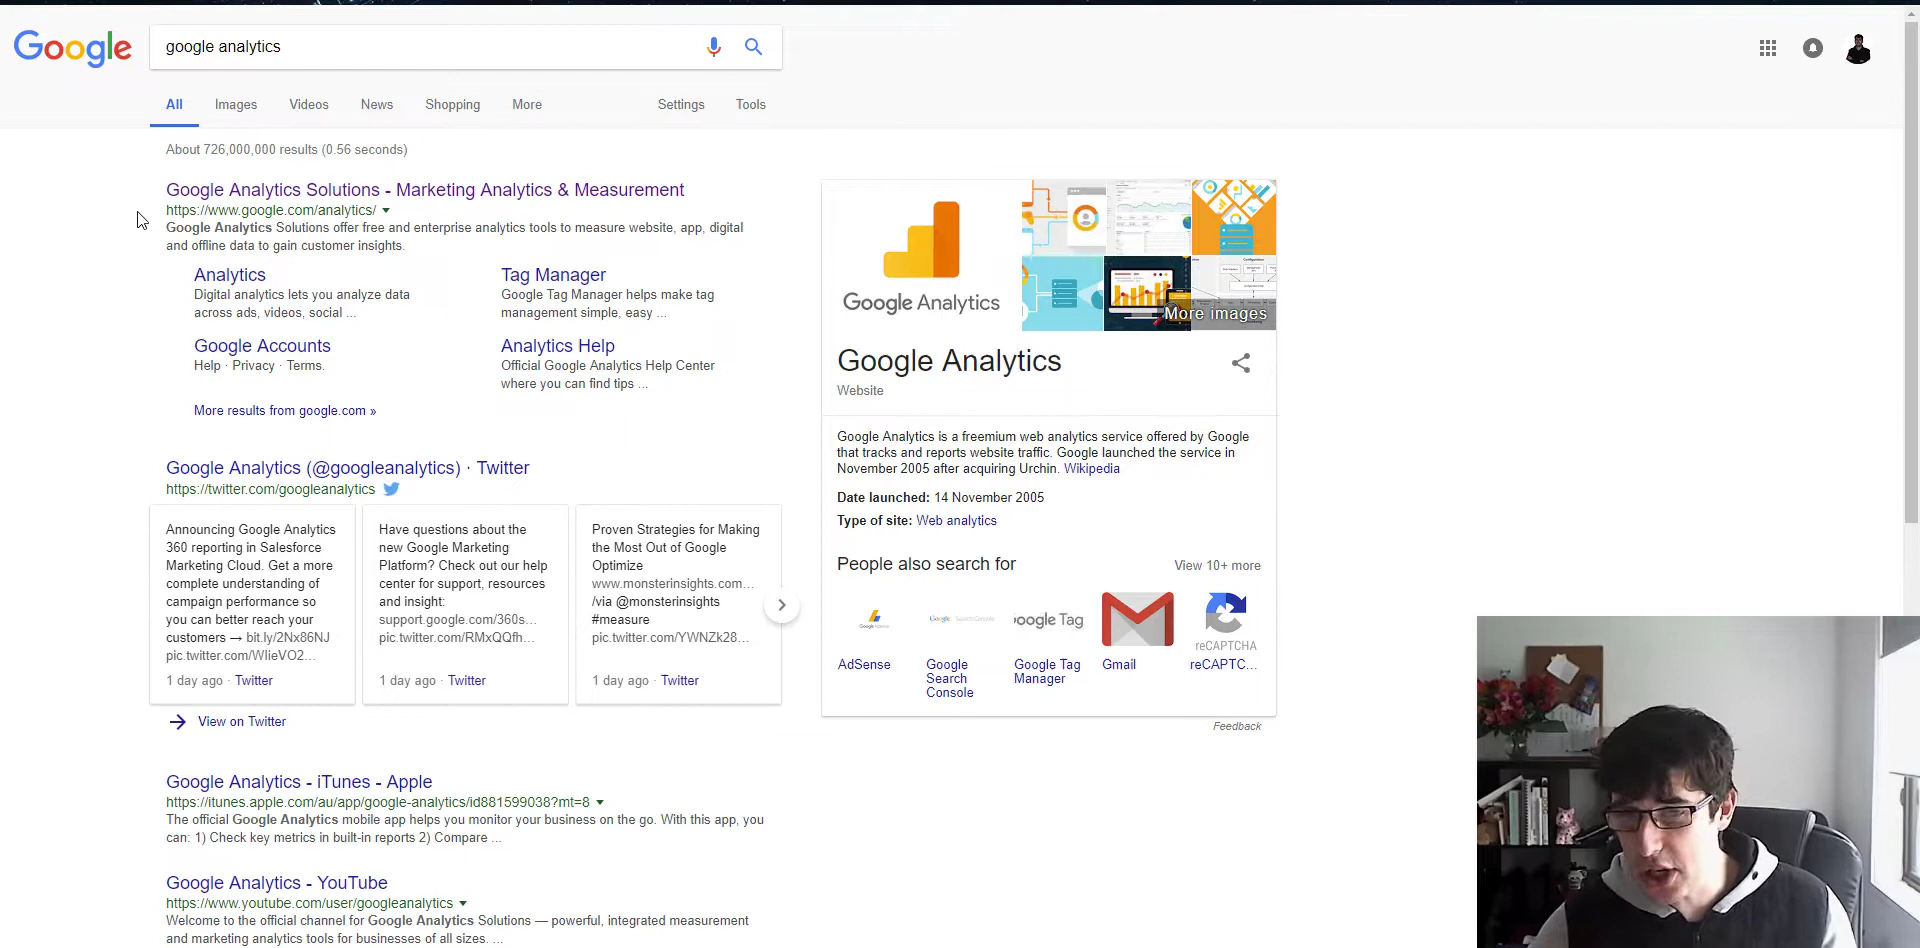 Google
google analytics
All Images Videos News Shopping More Settings Tools
About 726,000,000 results (0.56 seconds)
Google Analytics Solutions - Marketing Analytics & Measurement
https://www.google.com/analytics/
Google Analytics Solutions offer free and enterprise analytics tools to measure website, app, digital
and offline data to gain customer insights.
Analytics
Digital analytics lets you analyze data
across ads, videos, social ...
Tag Manager
Google Tag Manager helps make tag
management simple, easy ...
Google Accounts
Help · Privacy · Terms.
Analytics Help
Official Google Analytics Help Center
where you can find tips ...
More results from google.com »
Google Analytics (@googleanalytics) · Twitter
https://twitter.com/googleanalytics
Announcing Google Analytics
360 reporting in Salesforce
Marketing Cloud. Get a more
complete understanding of
campaign performance so
you can better reach your
customers → bit.ly/2Nx86NJ
pic.twitter.com/WIieVO2...
1 day ago · Twitter
Have questions about the
new Google Marketing
Platform? Check out our help
center for support, resources
and insight:
support.google.com/360s...
pic.twitter.com/RMxQQfh...
1 day ago · Twitter
Proven Strategies for Making
the Most Out of Google
Optimize
www.monsterinsights.com...
/via @monsterinsights
#measure
pic.twitter.com/YWNZk28...
1 day ago · Twitter
View on Twitter
Google Analytics - iTunes - Apple
https://itunes.apple.com/au/app/google-analytics/id881599038?mt=8
The official Google Analytics mobile app helps you monitor your business on the go. With this app, you
can: 1) Check key metrics in built-in reports 2) Compare ...
Google Analytics - YouTube
https://www.youtube.com/user/googleanalytics
Welcome to the official channel for Google Analytics Solutions — powerful, integrated measurement
and marketing analytics tools for businesses of all sizes. ...
Google Analytics
More images
Google Analytics
Website
Google Analytics is a freemium web analytics service offered by Google
that tracks and reports website traffic. Google launched the service in
November 2005 after acquiring Urchin. Wikipedia
Date launched: 14 November 2005
Type of site: Web analytics
People also search for
View 10+ more
oogle Tag
reCAPTCHA
AdSense
Google
Search
Console
Google Tag
Manager
Gmail
reCAPTC...
Feedback